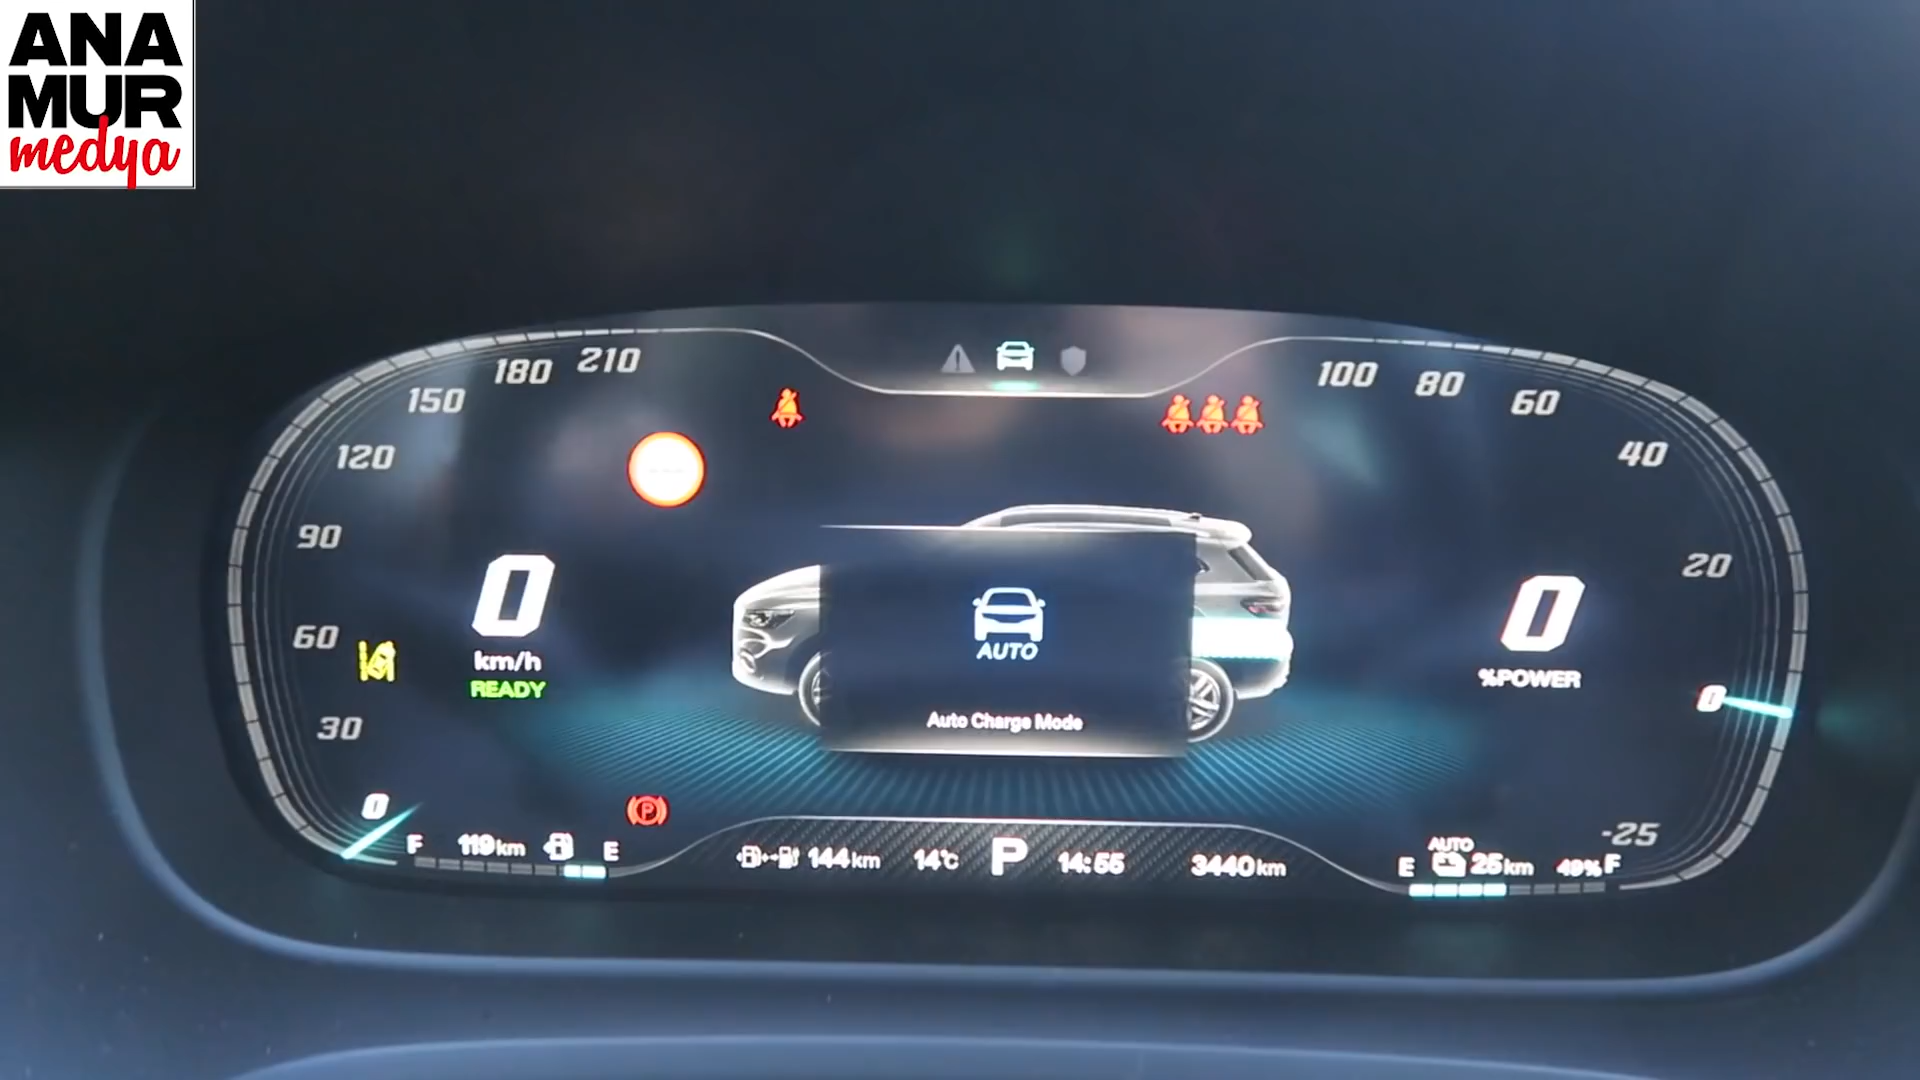 ANA
MUR
medya
210
180
150
120
90
60
30
0
0
km/h
READY
AUTO
Auto Charge Mode
100
80
60
40
20
0
-25
0
%POWER
F 119km E
144km 14℃ P 14:55 3440km
AUTO
E 25km 49% F